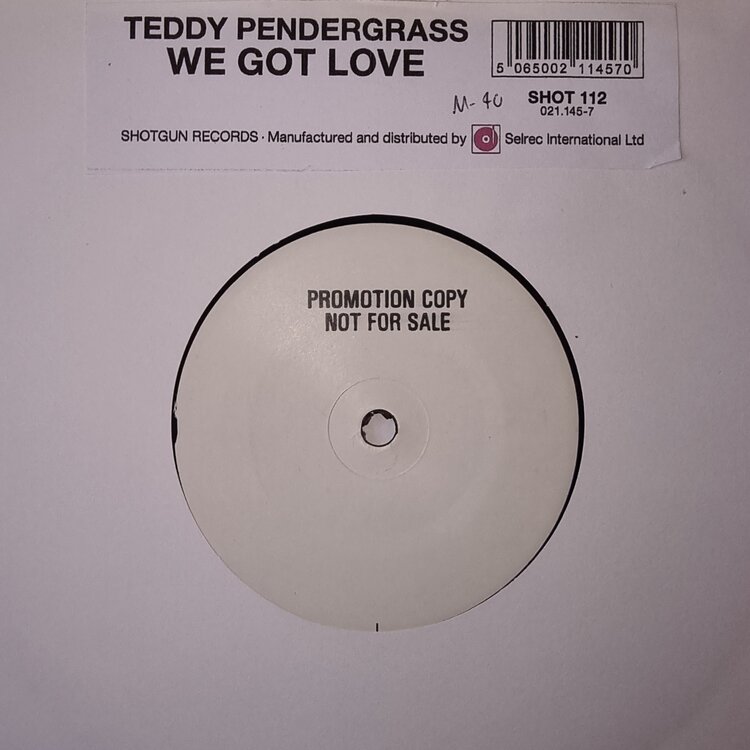 TEDDY PENDERGRASS
WE GOT LOVE
5 065002 114570
M-40
SHOT 112
021.145-7
SHOTGUN RECORDS · Manufactured and distributed by Selrec International Ltd
PROMOTION COPY
NOT FOR SALE